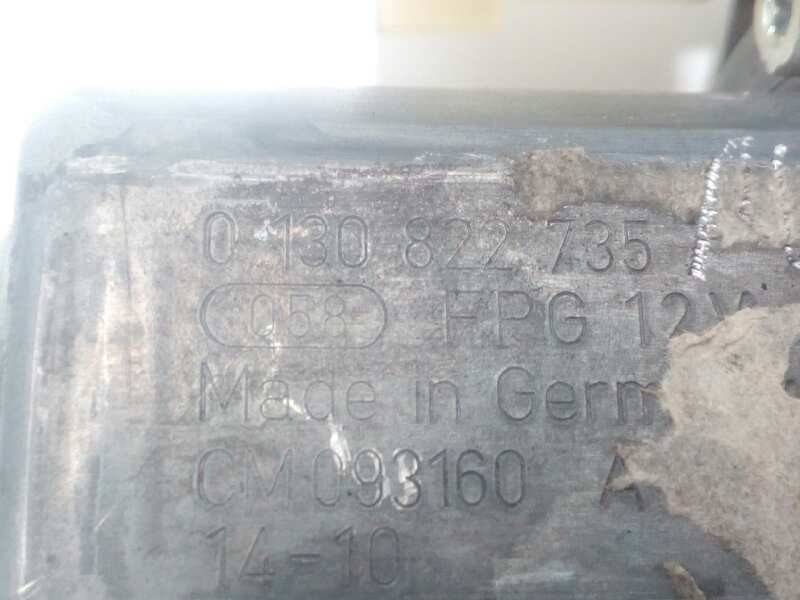 0 130 822 735
058 FPG 12V
Made in Germ
CM093160 A
14-10